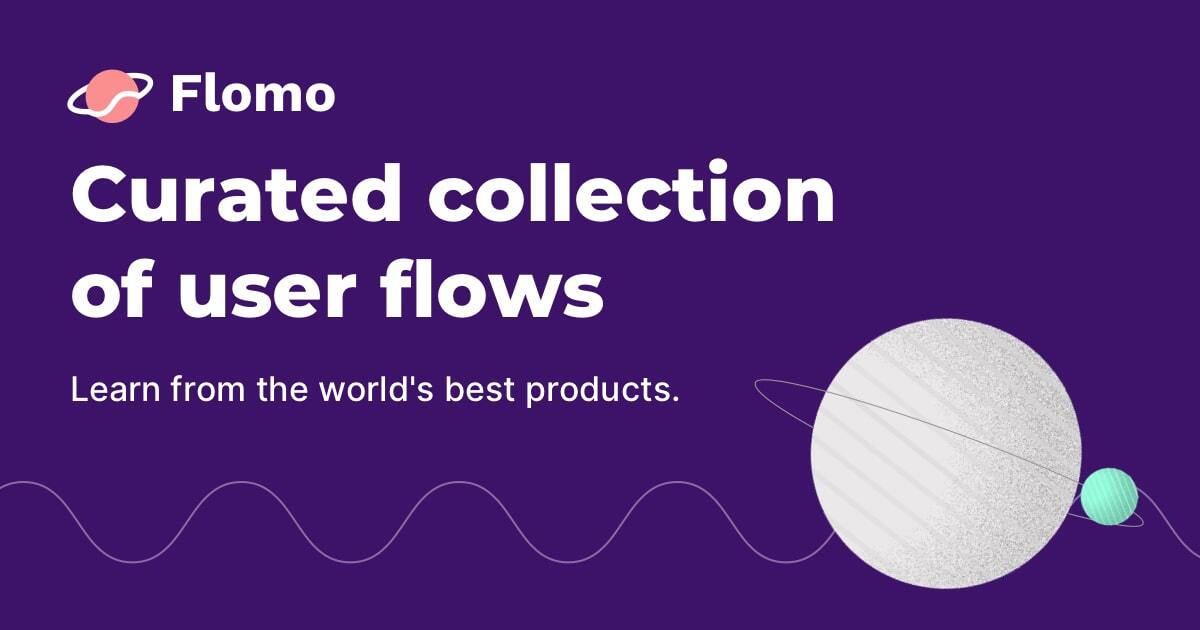 Flomo
Curated collection
of user flows
Learn from the world's best products.